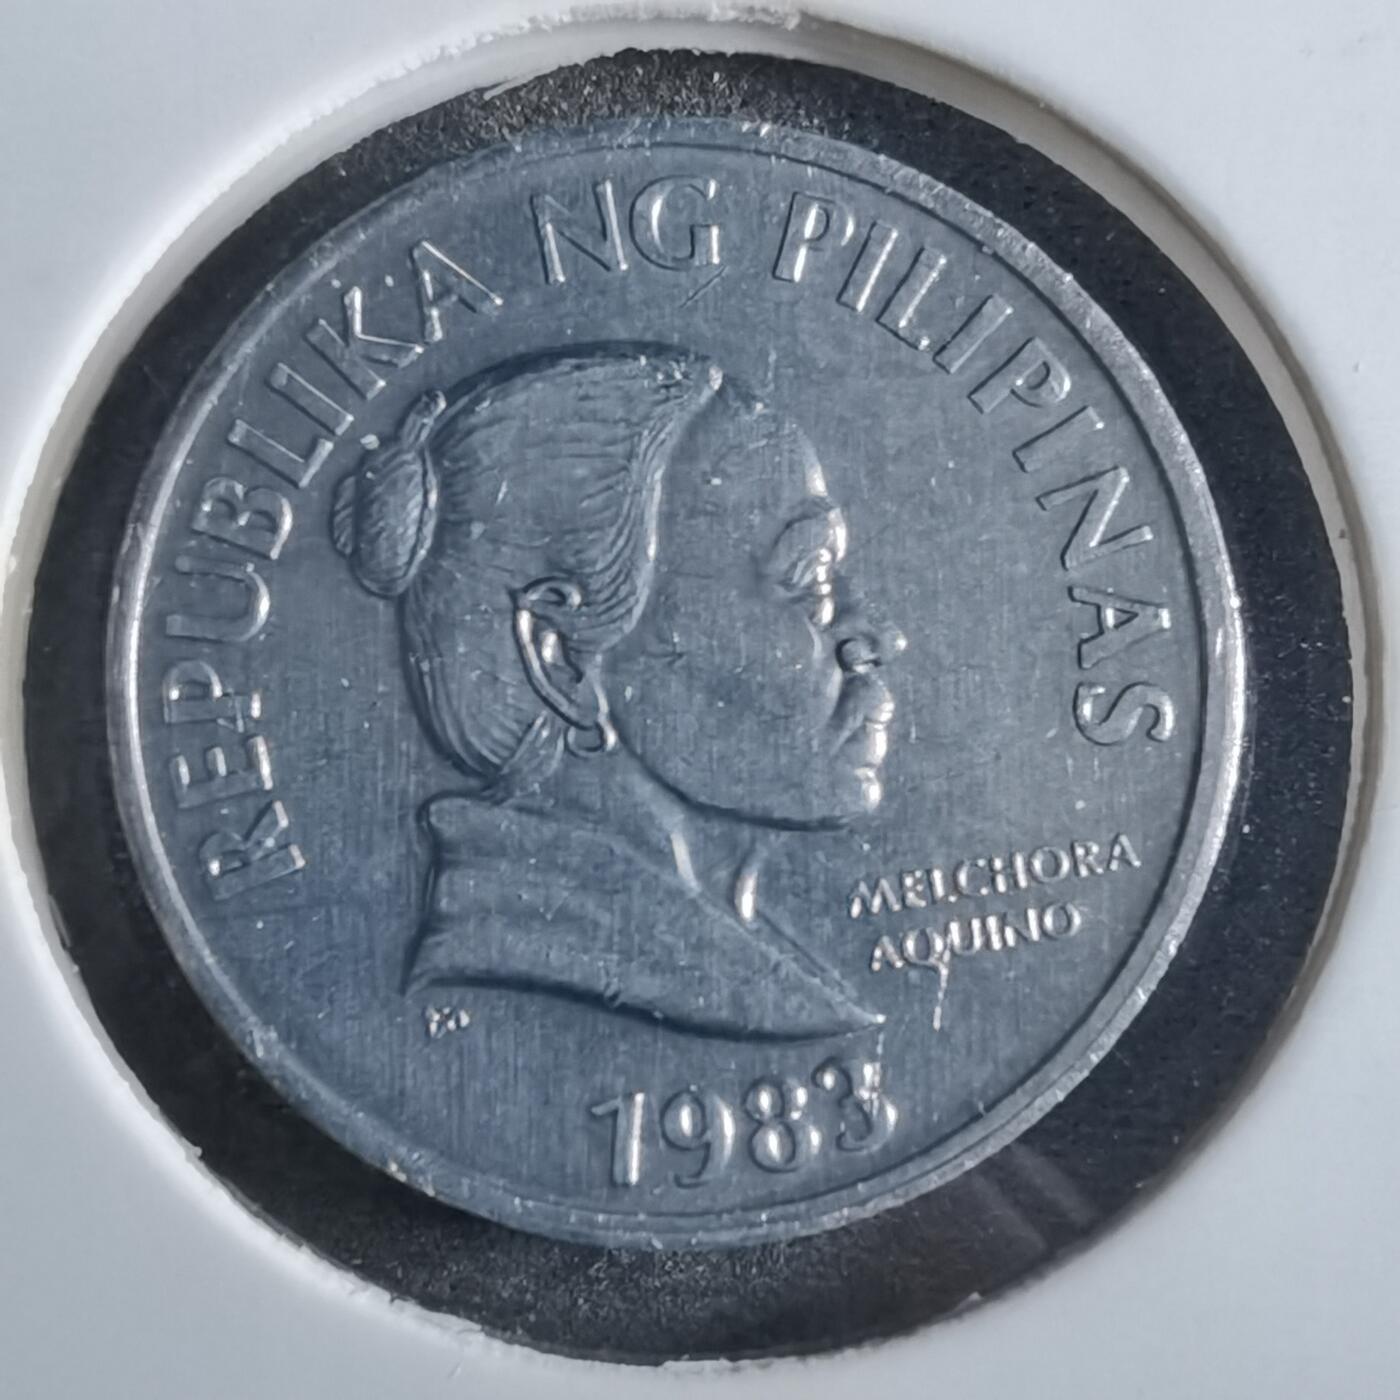 REPUBLIKA NG PILIPINAS
MELCHORA
AQUINO
1983